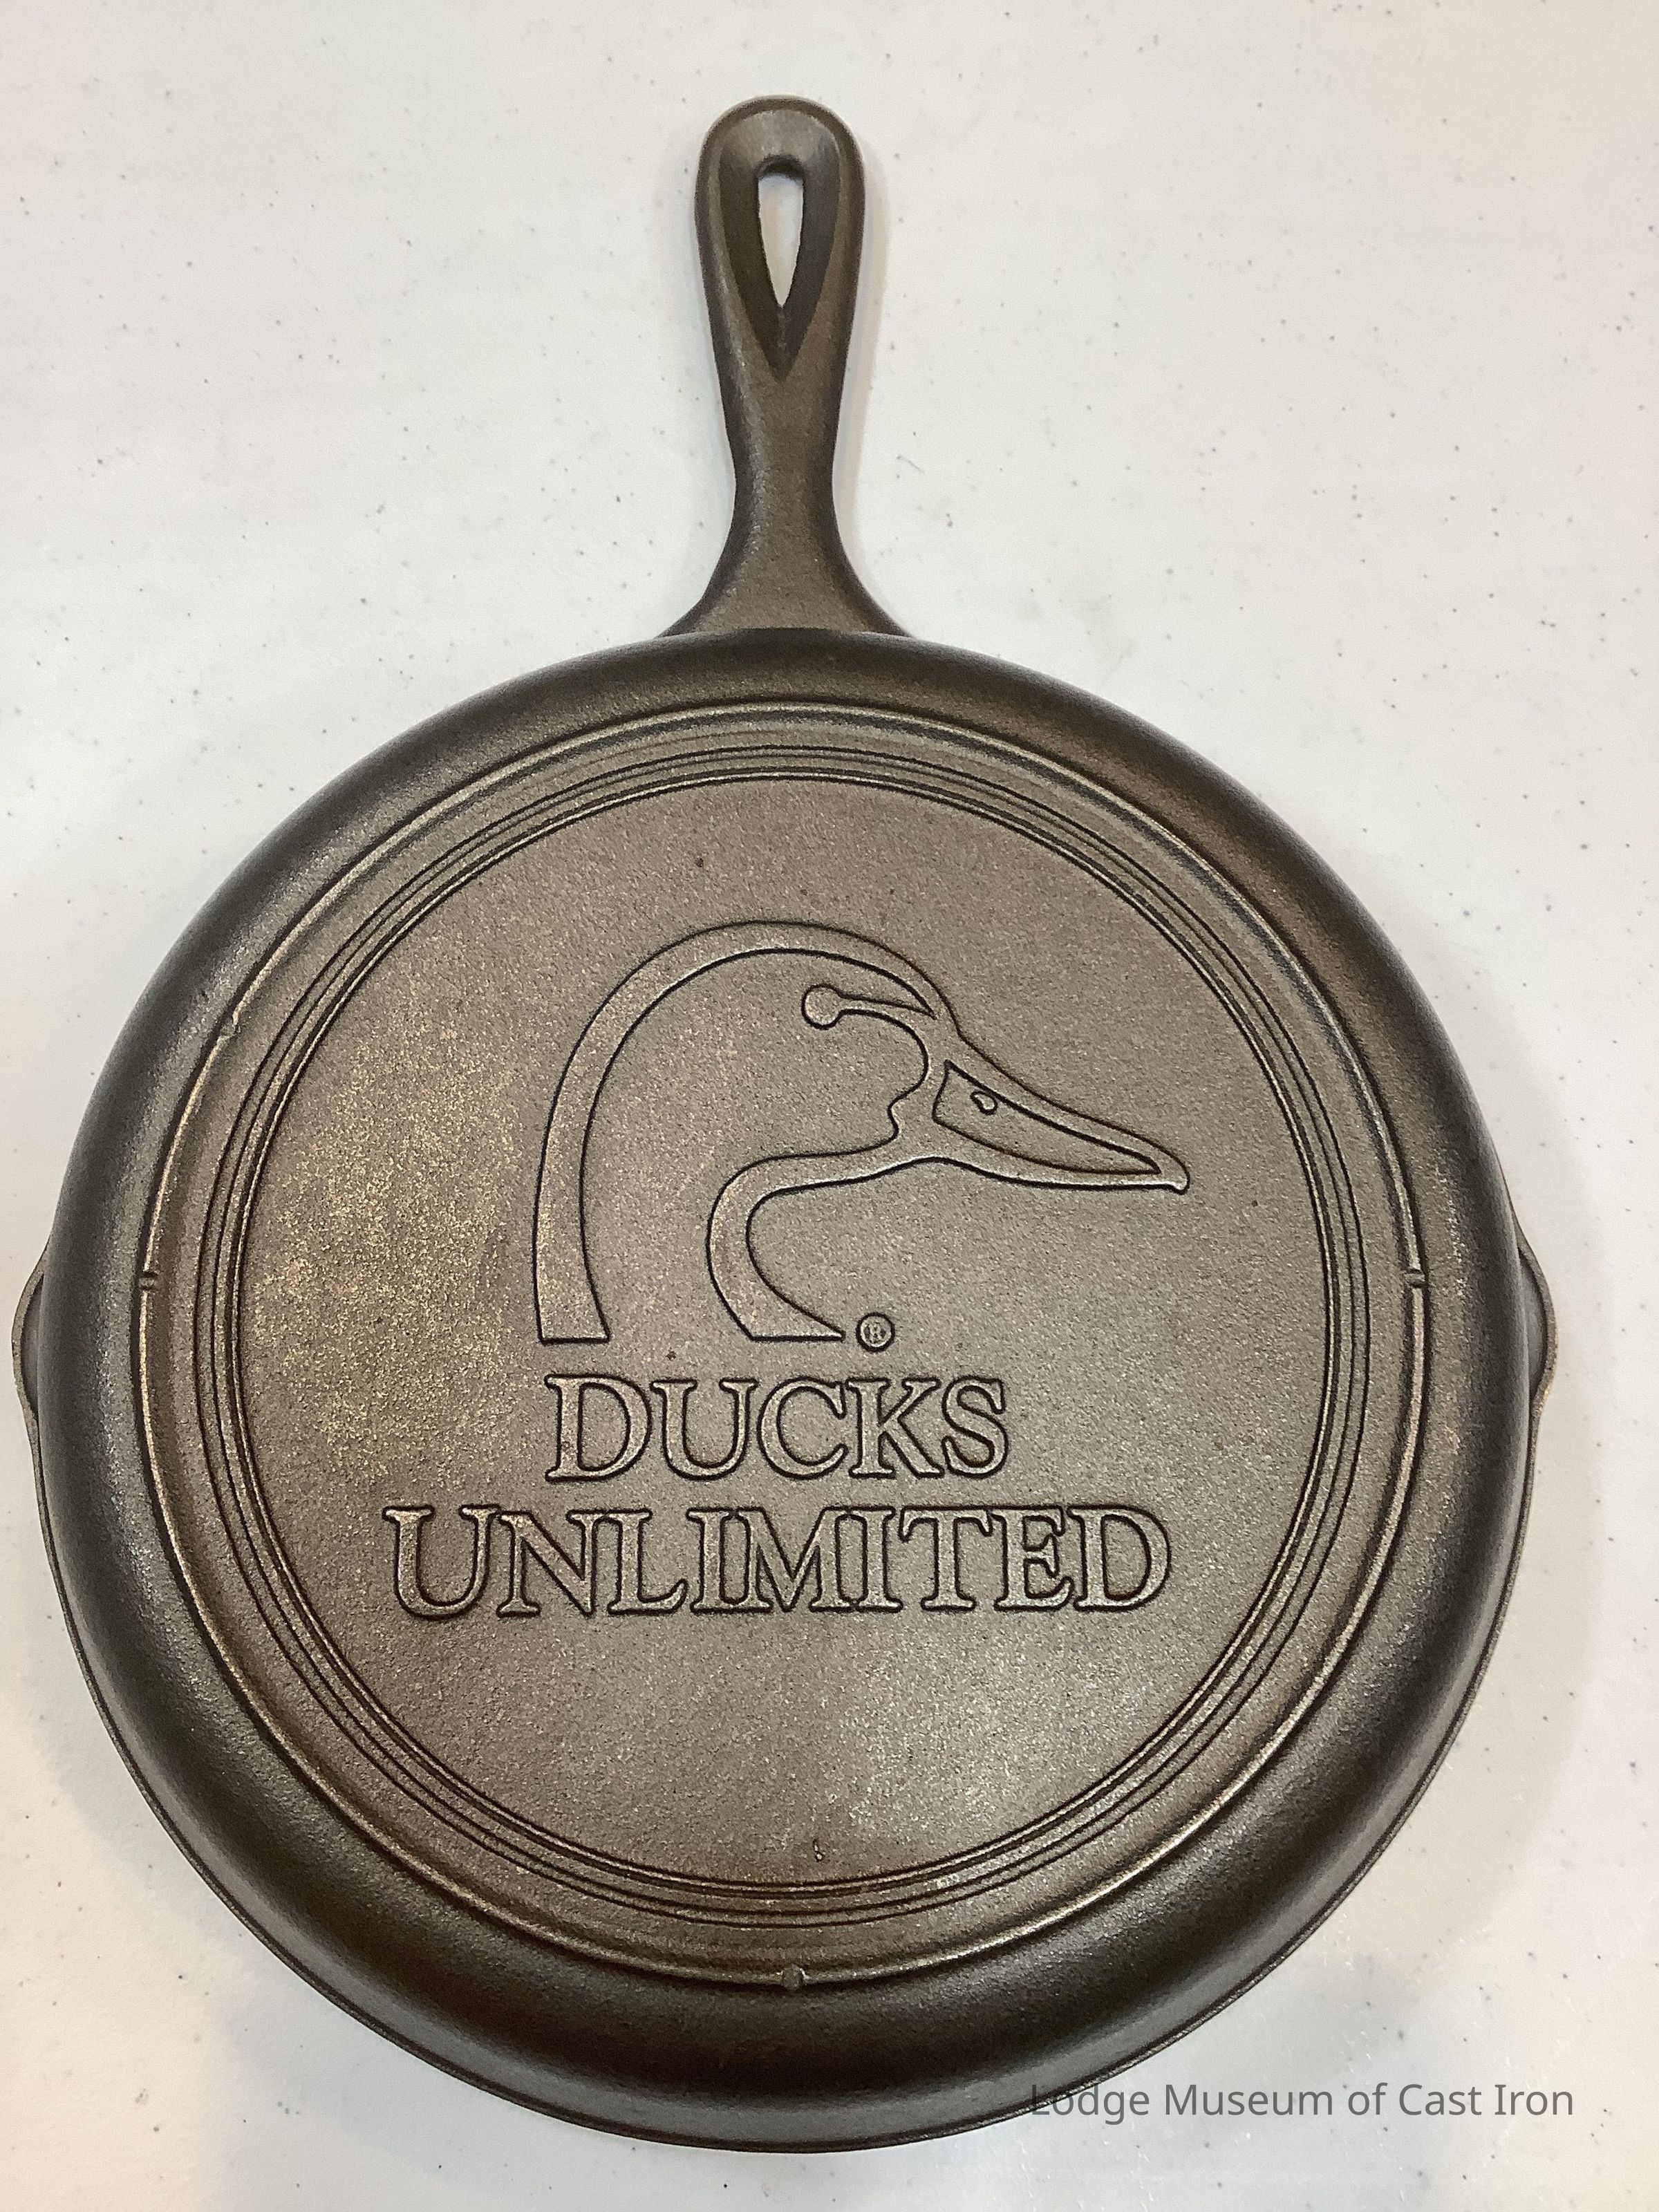 ®
DUCKS
UNLIMITED
Lodge Museum of Cast Iron